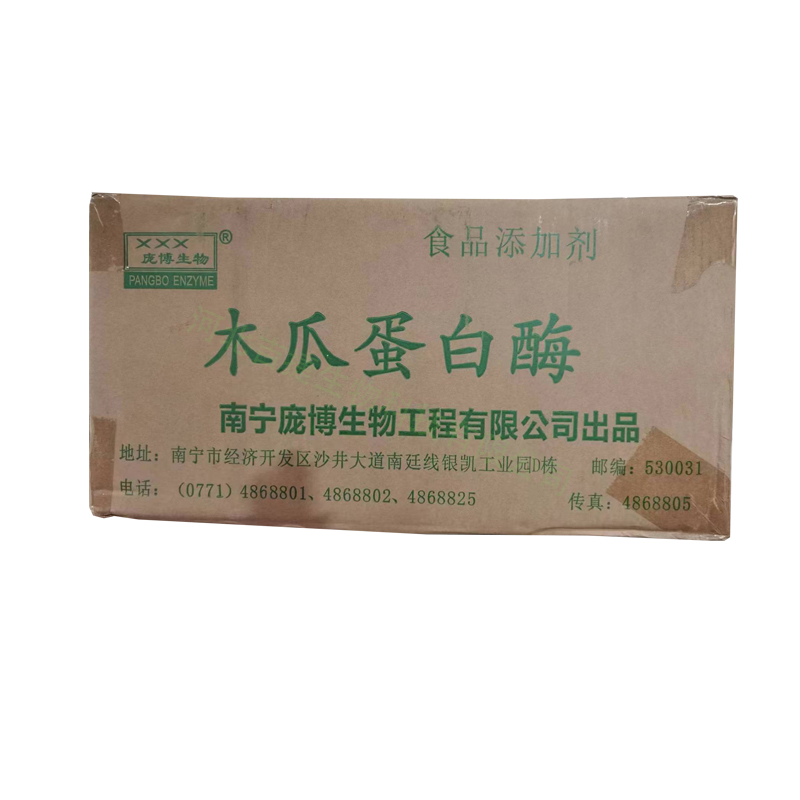 XXX
庞博生物
PANGBO ENZYME
®
食品添加剂
木瓜蛋白酶
南宁庞博生物工程有限公司出品
地址：南宁市经济开发区沙井大道南廷线银凯工业园D栋 邮编：530031
电话：（0771）4868801、4868802、4868825 传真：4868805